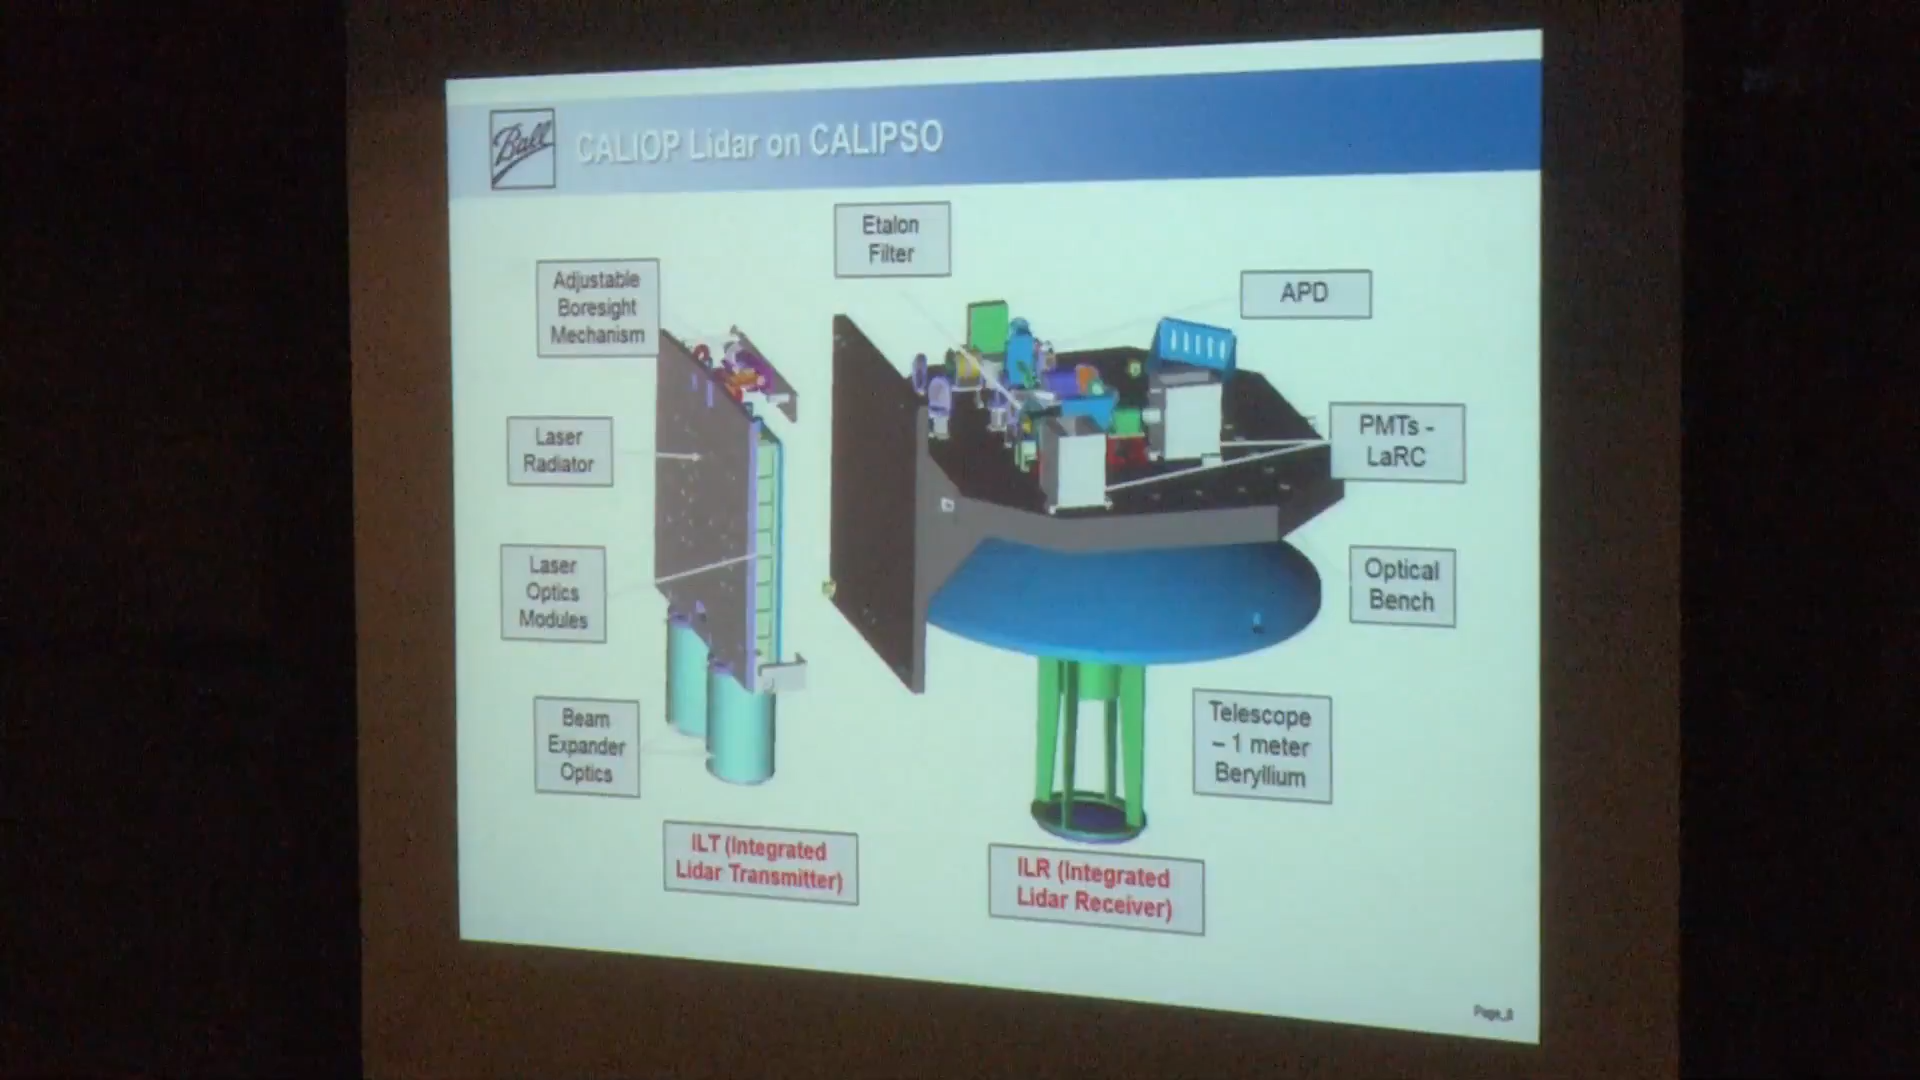 Ball
CALIOP Lidar on CALIPSO
Etalon
Filter
Adjustable
Boresight
Mechanism
APD
Laser
Radiator
PMTs -
LaRC
Laser
Optics
Modules
Optical
Bench
Beam
Expander
Optics
Telescope
– 1 meter
Beryllium
ILT (Integrated
Lidar Transmitter)
ILR (Integrated
Lidar Receiver)